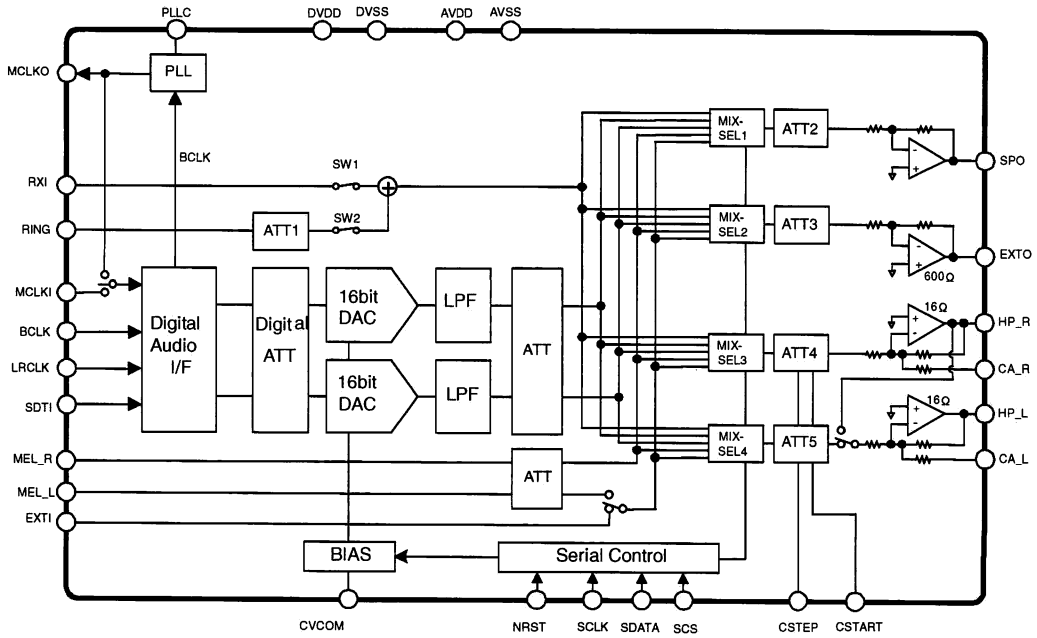 PLLC
DVDD
DVSS
AVDD
AVSS
MCLKO
PLL
BCLK
MIX-
SEL1
ATT2
SPO
RXI
SW1
RING
ATT1
SW2
MIX-
SEL2
ATT3
EXTO
600Ω
MCLKI
Digital
Audio
I/F
Digital
ATT
16bit
DAC
LPF
ATT
16Ω
HP_R
BCLK
LRCLK
MIX-
SEL3
ATT4
CA_R
SDTI
16bit
DAC
LPF
16Ω
HP_L
MIX-
SEL4
ATT5
CA_L
MEL_R
MEL_L
ATT
EXTI
BIAS
Serial Control
CVCOM
NRST
SCLK
SDATA
SCS
CSTEP
CSTART